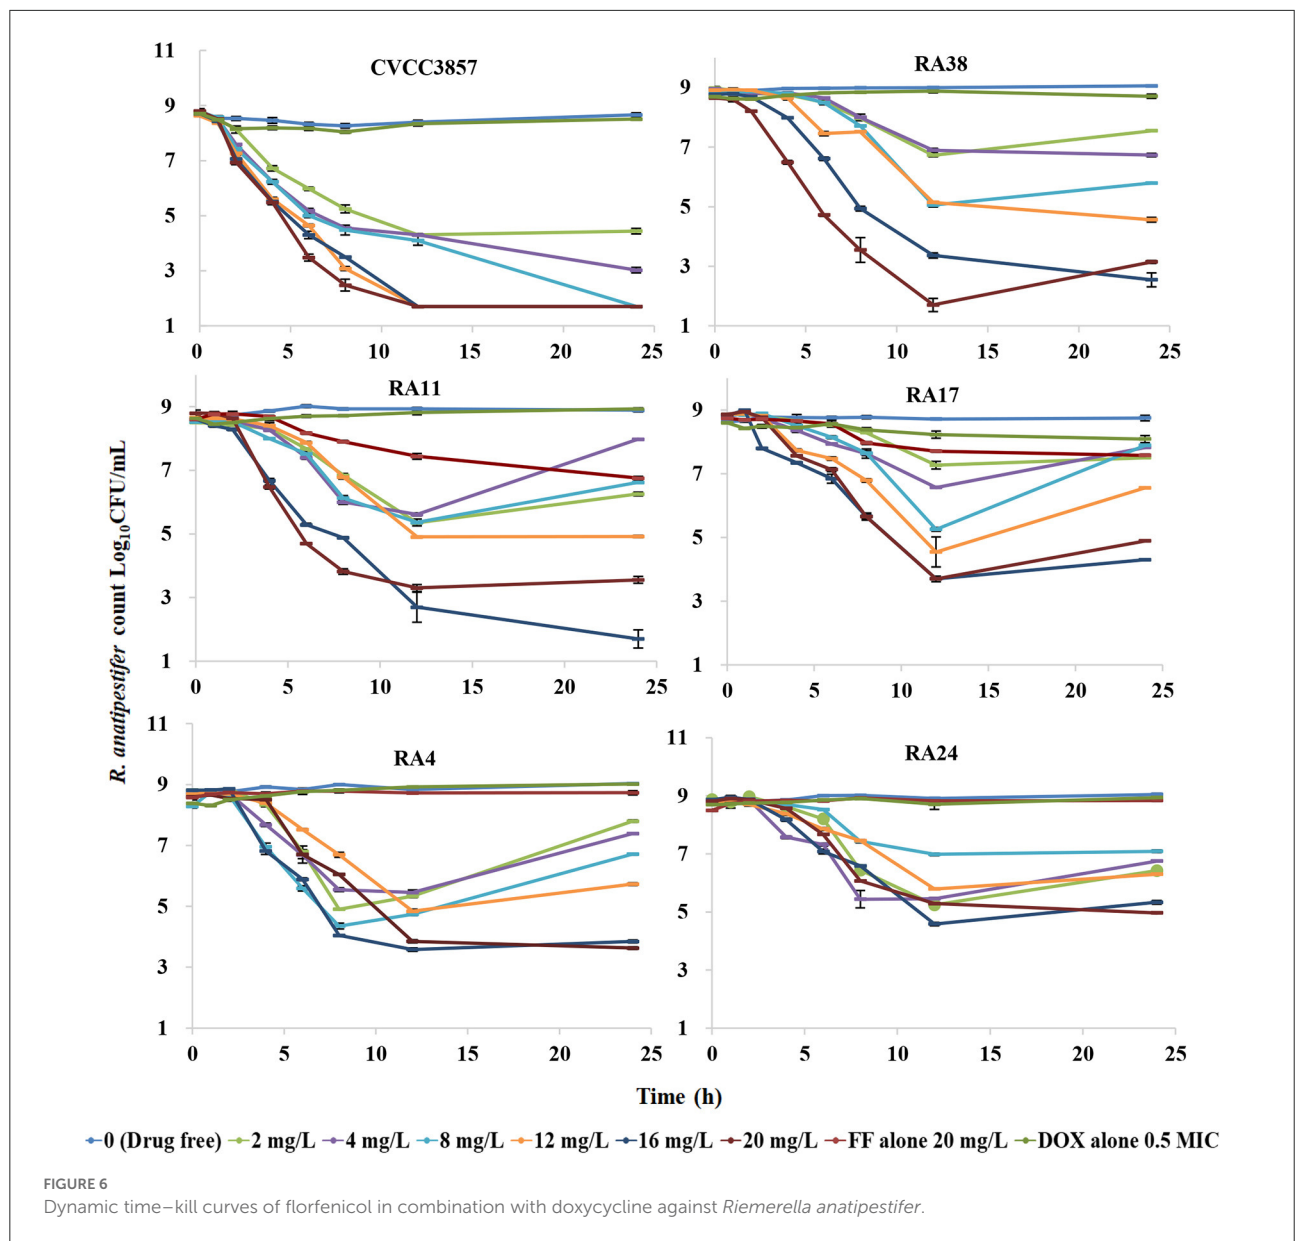 CVCC3857
11
9
7
5
3
1
0 5 10 15 20 25
RA38
9
7
5
3
1
0 5 10 15 20 25
RA11
9
7
5
3
1
0 5 10 15 20 25
RA17
9
7
5
3
1
0 5 10 15 20 25
RA4
11
9
7
5
3
1
0 5 10 15 20 25
RA24
11
9
7
5
3
1
0 5 10 15 20 25
R. anatipestifer count Log₁₀CFU/mL
Time (h)
0 (Drug free) 2 mg/L 4 mg/L 8 mg/L 12 mg/L 16 mg/L 20 mg/L FF alone 20 mg/L DOX alone 0.5 MIC
FIGURE 6
Dynamic time–kill curves of florfenicol in combination with doxycycline against Riemerella anatipestifer.